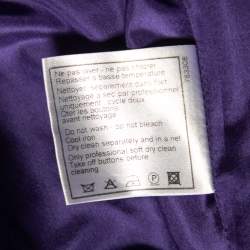 Ne pas laver - ne pas chlorer
Repasser a basse température
Nettoyer separement dans filet
Nettoyage a sec par professionnel
uniquement, cycle doux
Oter les boutons
avant nettoyage
Do not wash - do not bleach
Cool iron
Dry clean separately and in a net
Only professional soft dry clean
Take off buttons before
cleaning
P